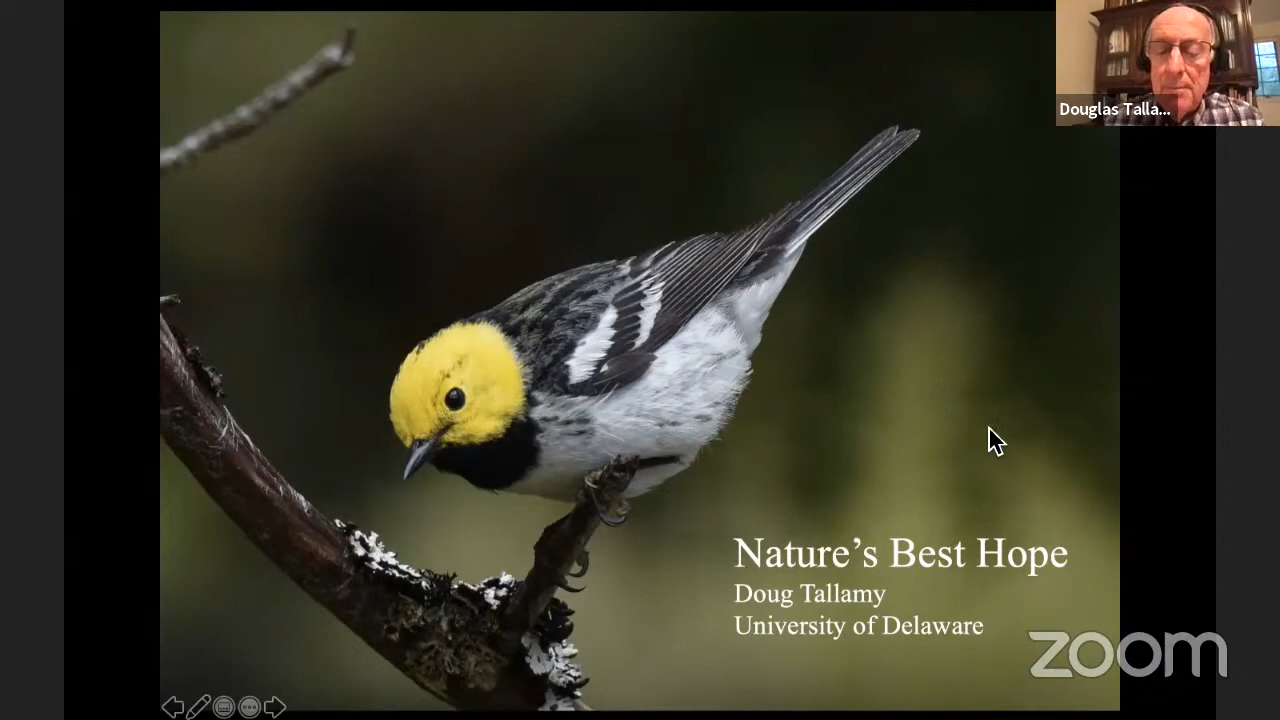 Douglas Talla...
Nature's Best Hope
Doug Tallamy
University of Delaware
zoom